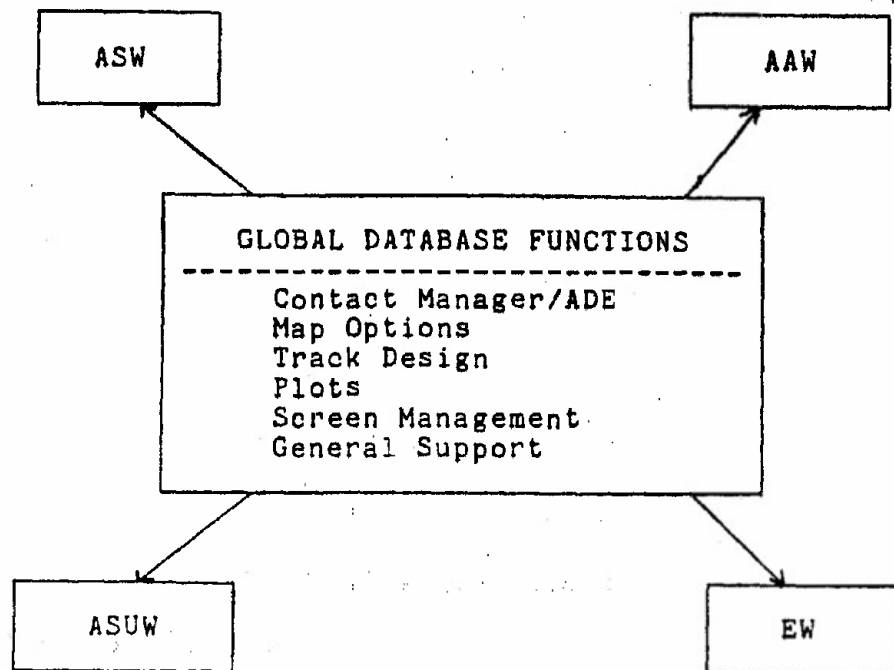 ASW
AAW
GLOBAL DATABASE FUNCTIONS
Contact Manager/ADE
Map Options
Track Design
Plots
Screen Management
General Support
ASUW
EW